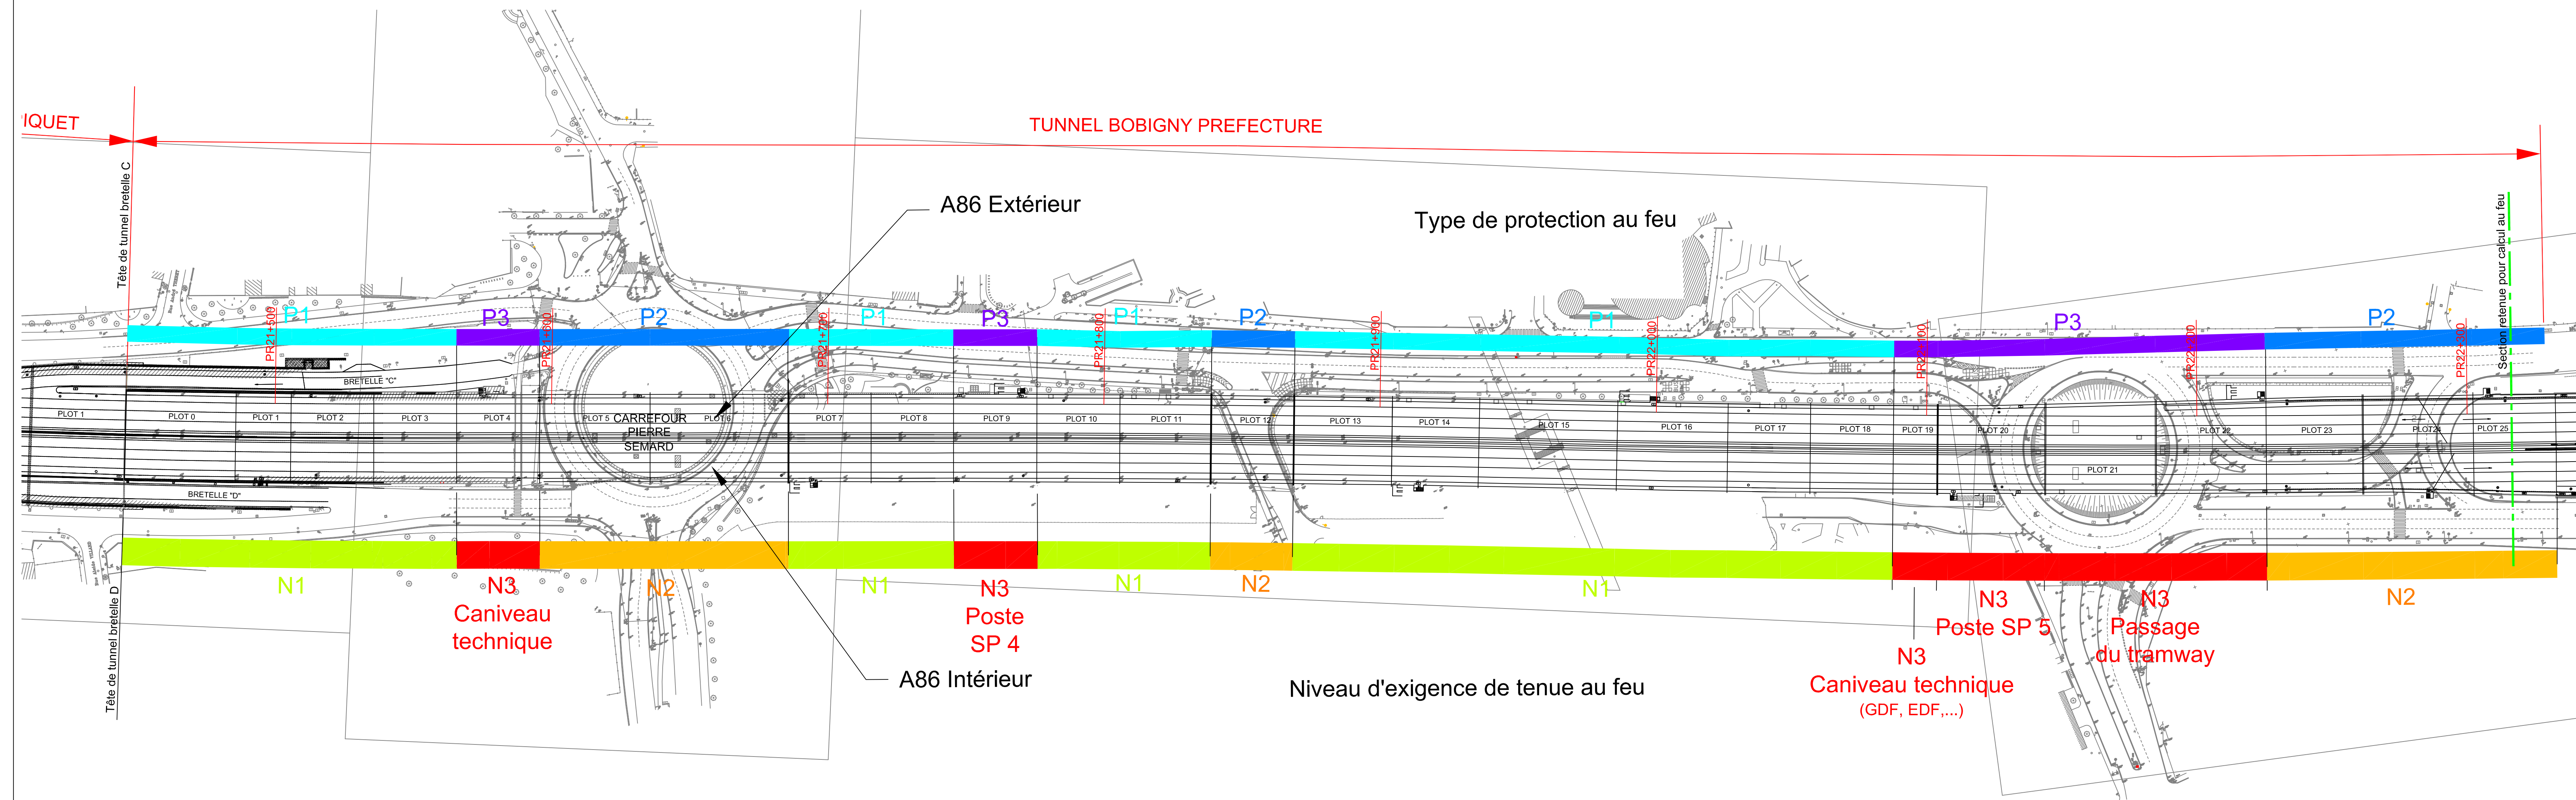 IQUET
TUNNEL BOBIGNY PREFECTURE
Tête de tunnel bretelle C
A86 Extérieur
Type de protection au feu
Section retenue pour calcul au feu
P1
P3
P2
P1
P3
P1
P2
P1
P3
P2
PR21+500
PR21+600
PR21+700
PR21+800
PR21+900
PR22+000
PR22+100
PR22+200
PR22+300
BRETELLE "C"
PLOT 1
PLOT 0
PLOT 1
PLOT 2
PLOT 3
PLOT 4
PLOT 5
CARREFOUR
PIERRE
SEMARD
PLOT 6
PLOT 7
PLOT 8
PLOT 9
PLOT 10
PLOT 11
PLOT 12
PLOT 13
PLOT 14
PLOT 15
PLOT 16
PLOT 17
PLOT 18
PLOT 19
PLOT 20
PLOT 21
PLOT 22
PLOT 23
PLOT 24
PLOT 25
BRETELLE "D"
Tête de tunnel bretelle D
N1
N3
Caniveau
technique
N2
N1
N3
Poste
SP 4
N1
N2
N1
N3
Poste SP 5
N3
Passage
du tramway
N2
N3
Caniveau technique
(GDF, EDF,...)
A86 Intérieur
Niveau d'exigence de tenue au feu